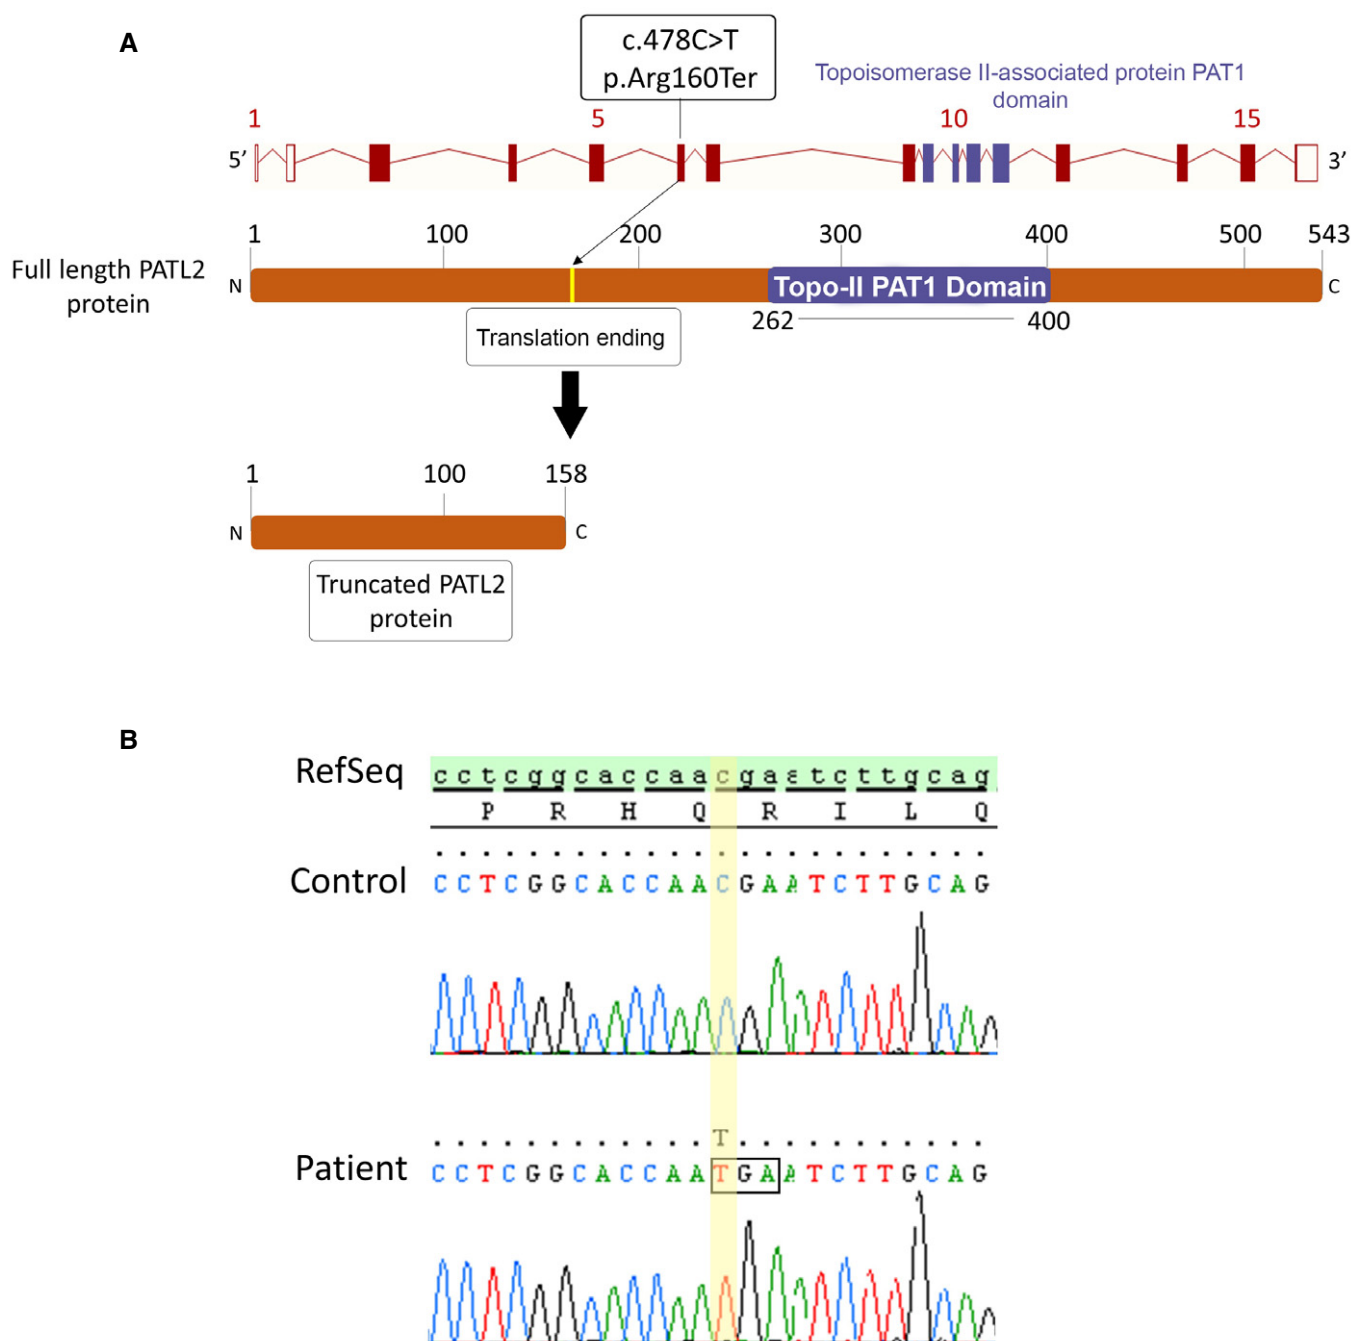 A
c.478C>T
p.Arg160Ter
Topoisomerase II-associated protein PAT1
domain
1 5 10 15
5’ 3’
1 100 200 300 400 500 543
Full length PATL2
protein
N Topo-II PAT1 Domain C
262 400
Translation ending
1 100 158
N C
Truncated PATL2
protein
B
RefSeq cctcggcaccaacgaatcttgcag
P R H Q R I L Q
Control CCTCGGCACCAACGAATCTTGCAG
T
Patient CCTCGGCACCAATGAATCTTGCAG